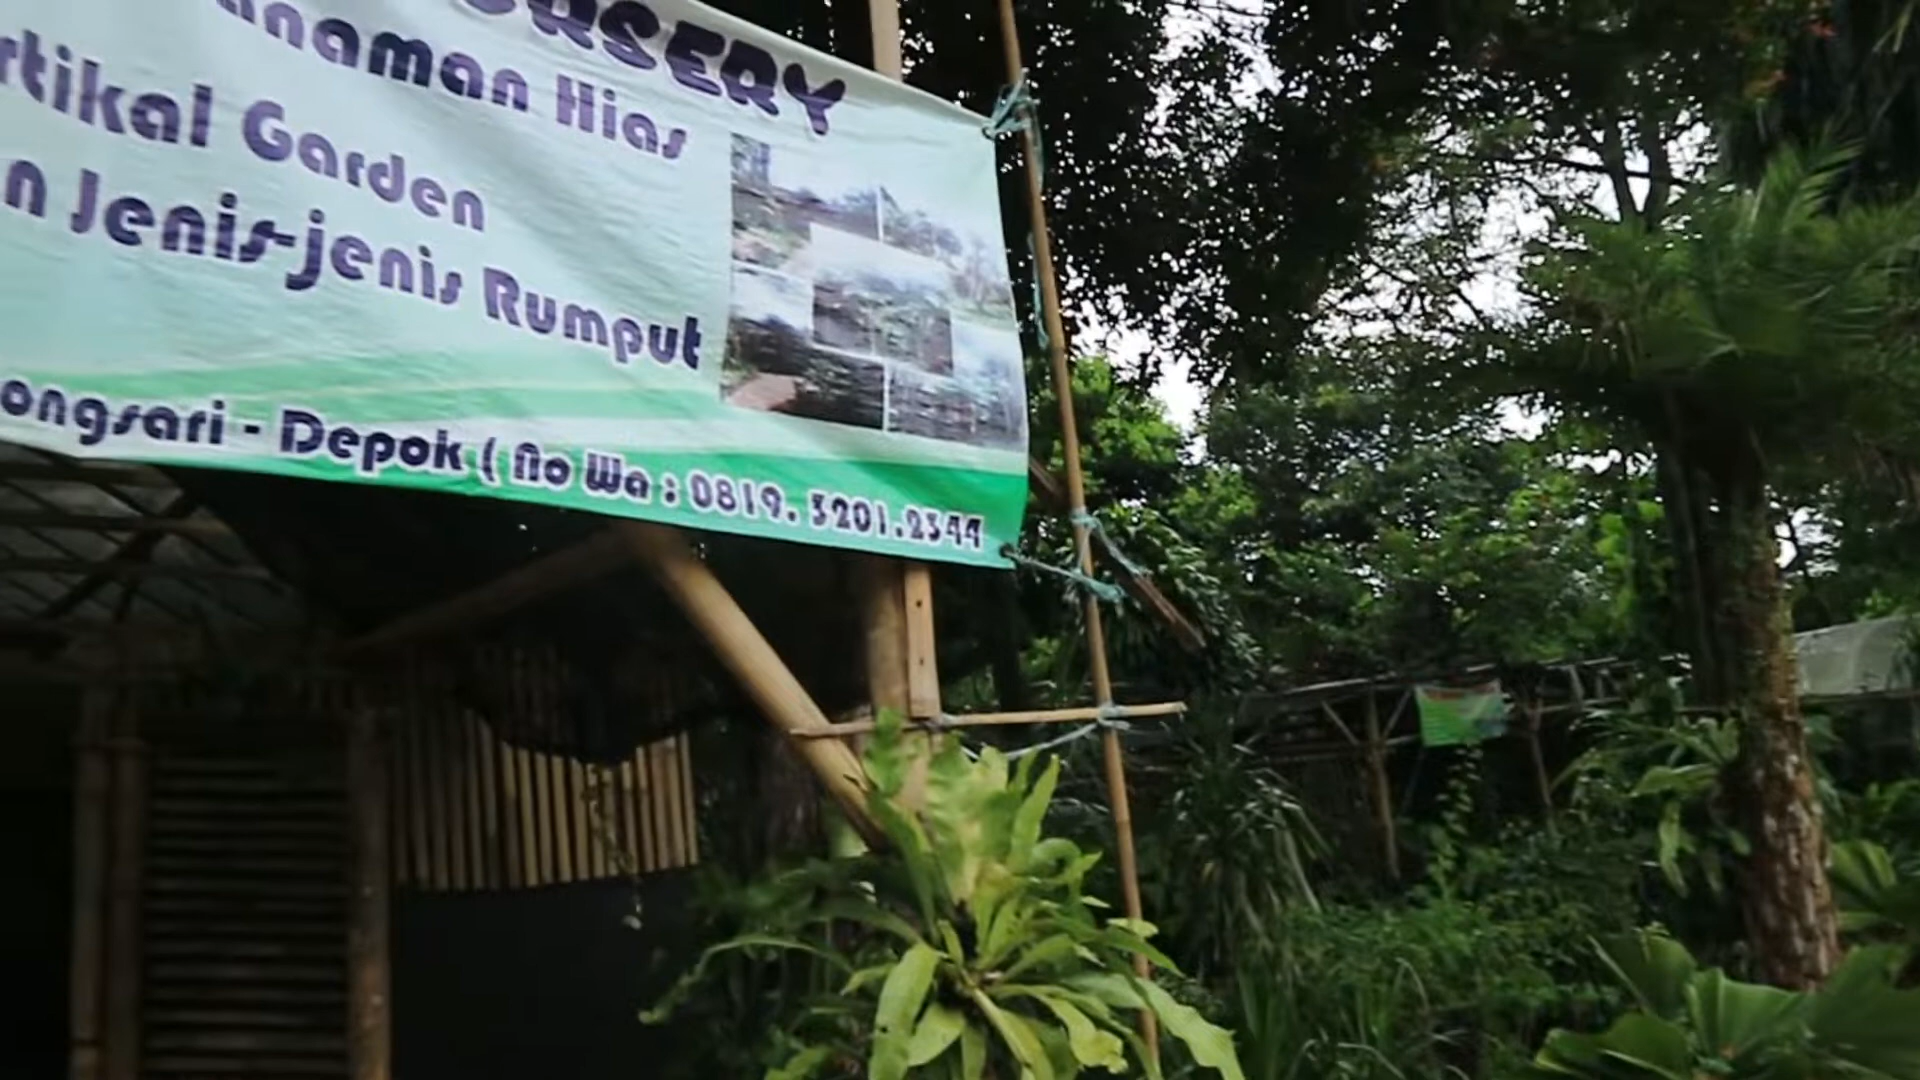 URSERY
anaman Hias
rtikal Garden
n Jenis-jenis Rumput
ongsari - Depok ( No Wa : 0819. 3201.2344